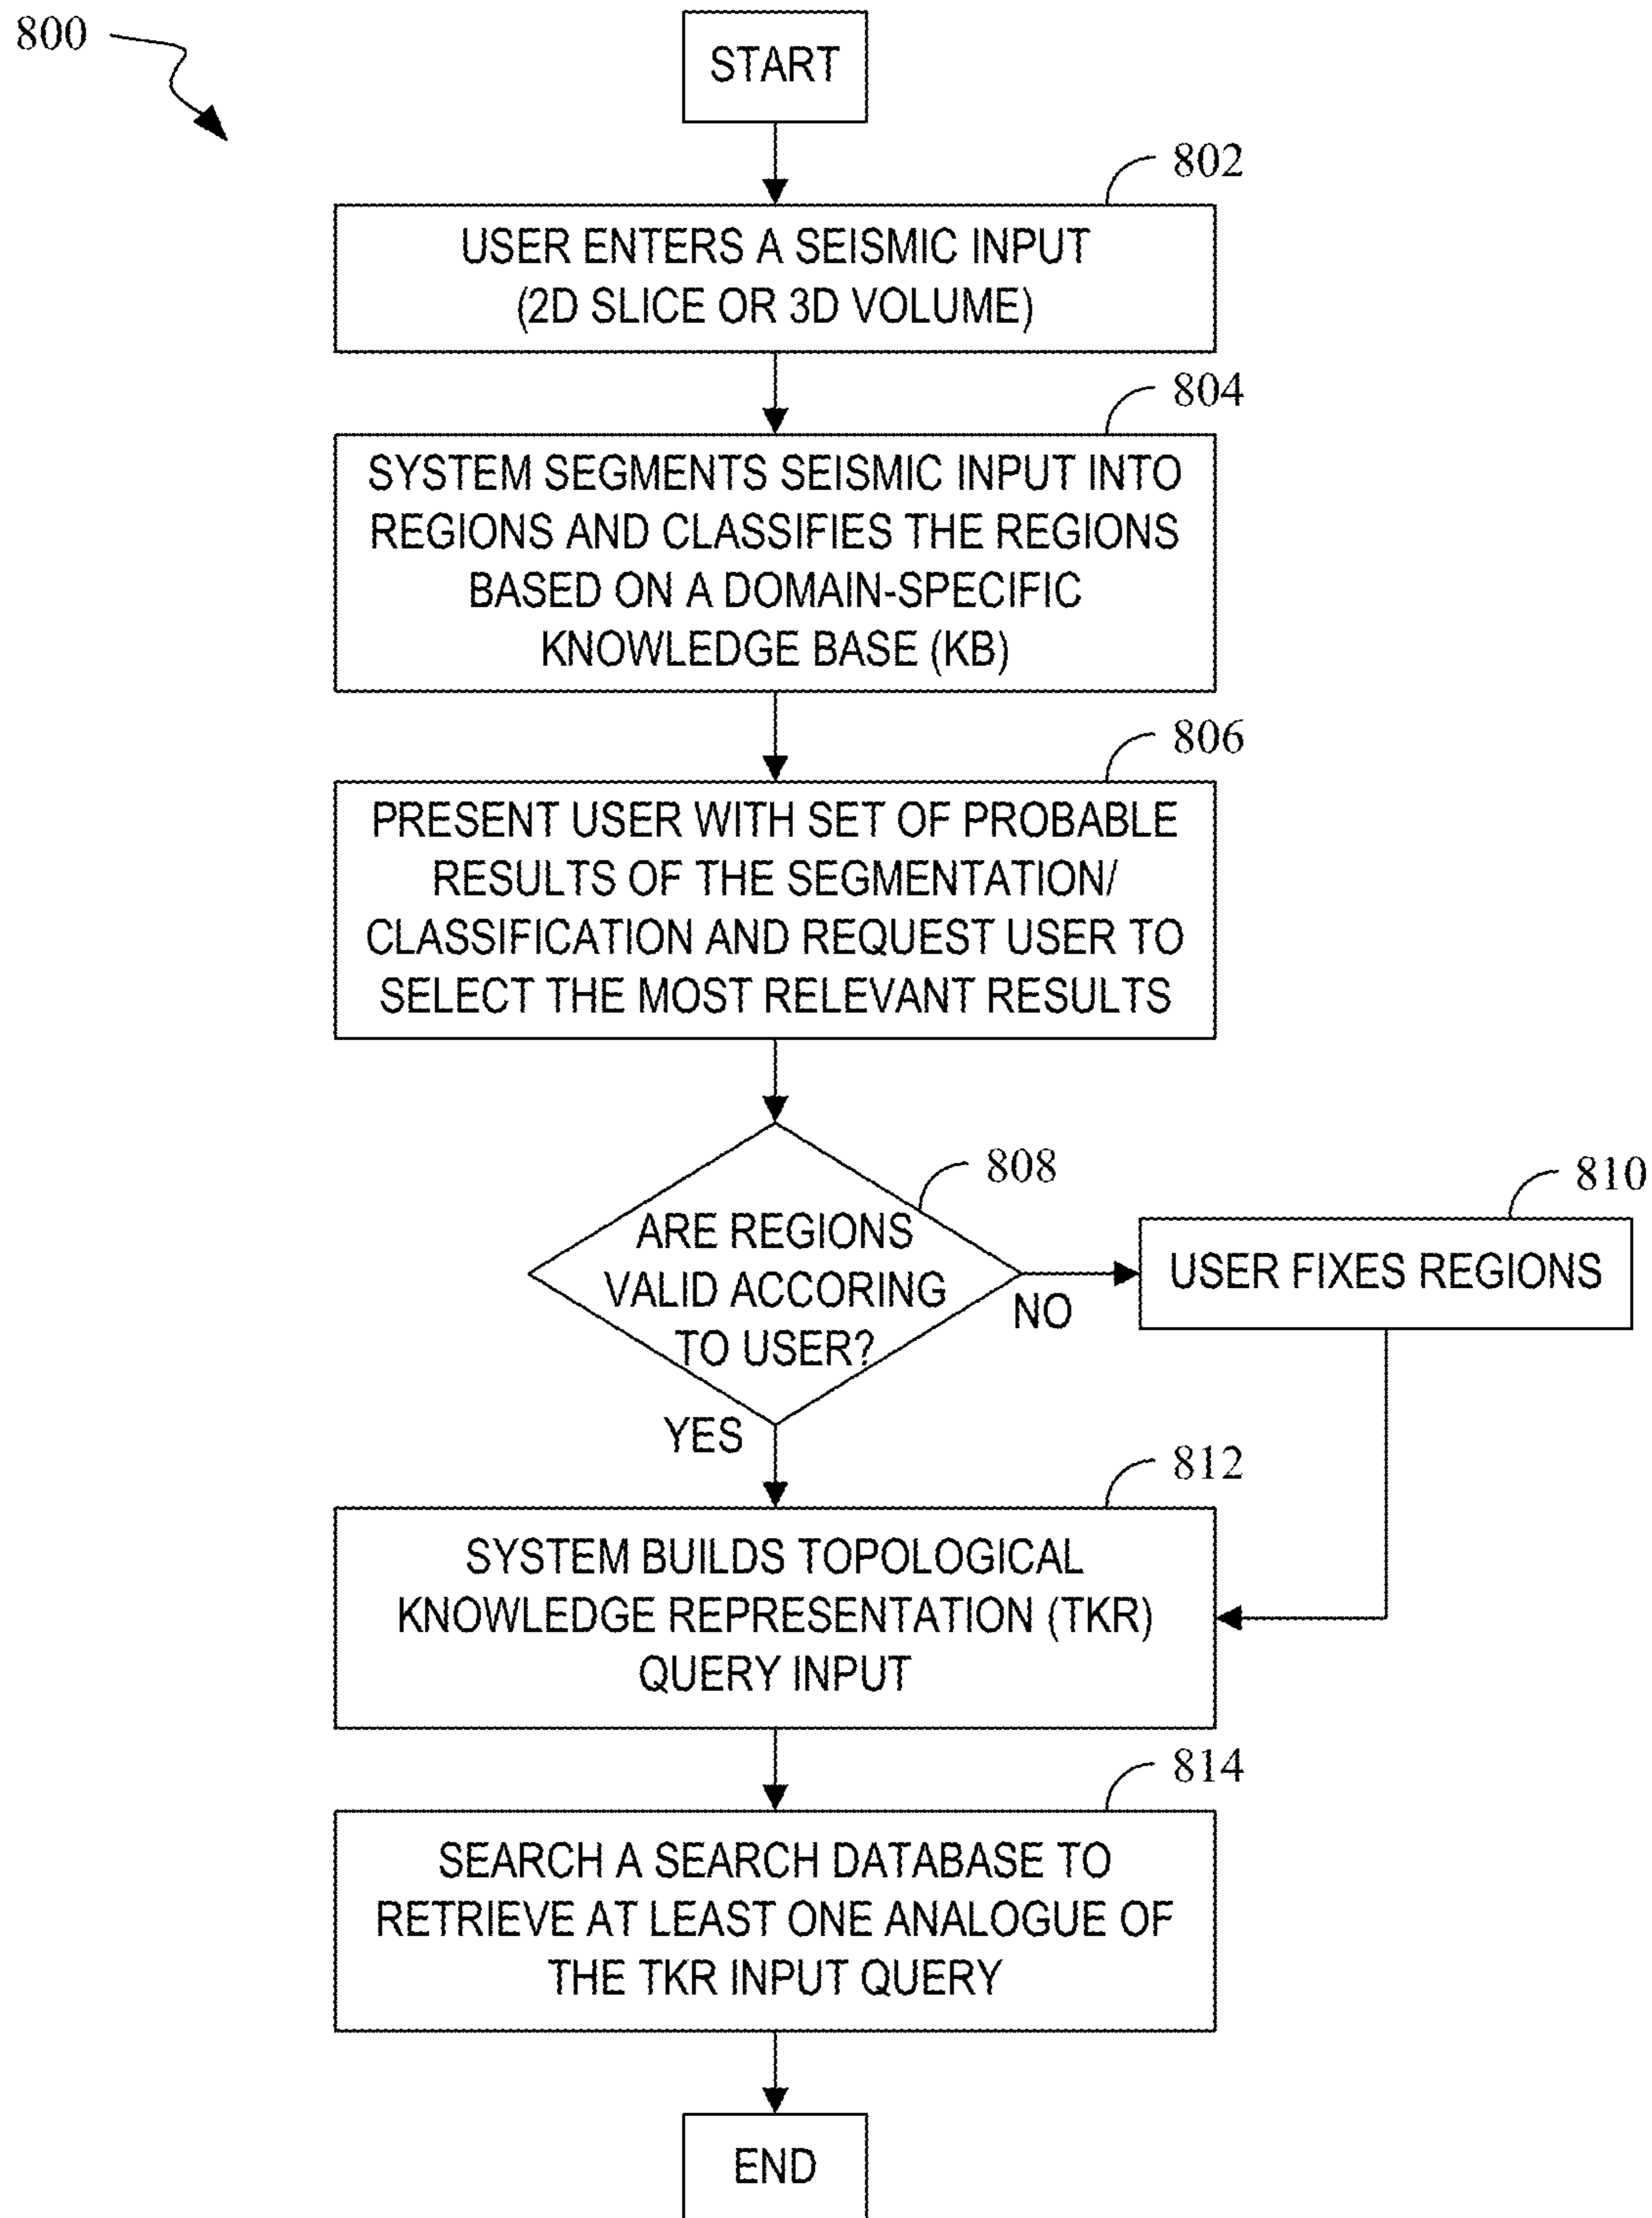 800
START
802
USER ENTERS A SEISMIC INPUT
(2D SLICE OR 3D VOLUME)
804
SYSTEM SEGMENTS SEISMIC INPUT INTO
REGIONS AND CLASSIFIES THE REGIONS
BASED ON A DOMAIN-SPECIFIC
KNOWLEDGE BASE (KB)
806
PRESENT USER WITH SET OF PROBABLE
RESULTS OF THE SEGMENTATION/
CLASSIFICATION AND REQUEST USER TO
SELECT THE MOST RELEVANT RESULTS
808
ARE REGIONS
VALID ACCORING
TO USER?
NO
810
USER FIXES REGIONS
YES
812
SYSTEM BUILDS TOPOLOGICAL
KNOWLEDGE REPRESENTATION (TKR)
QUERY INPUT
814
SEARCH A SEARCH DATABASE TO
RETRIEVE AT LEAST ONE ANALOGUE OF
THE TKR INPUT QUERY
END